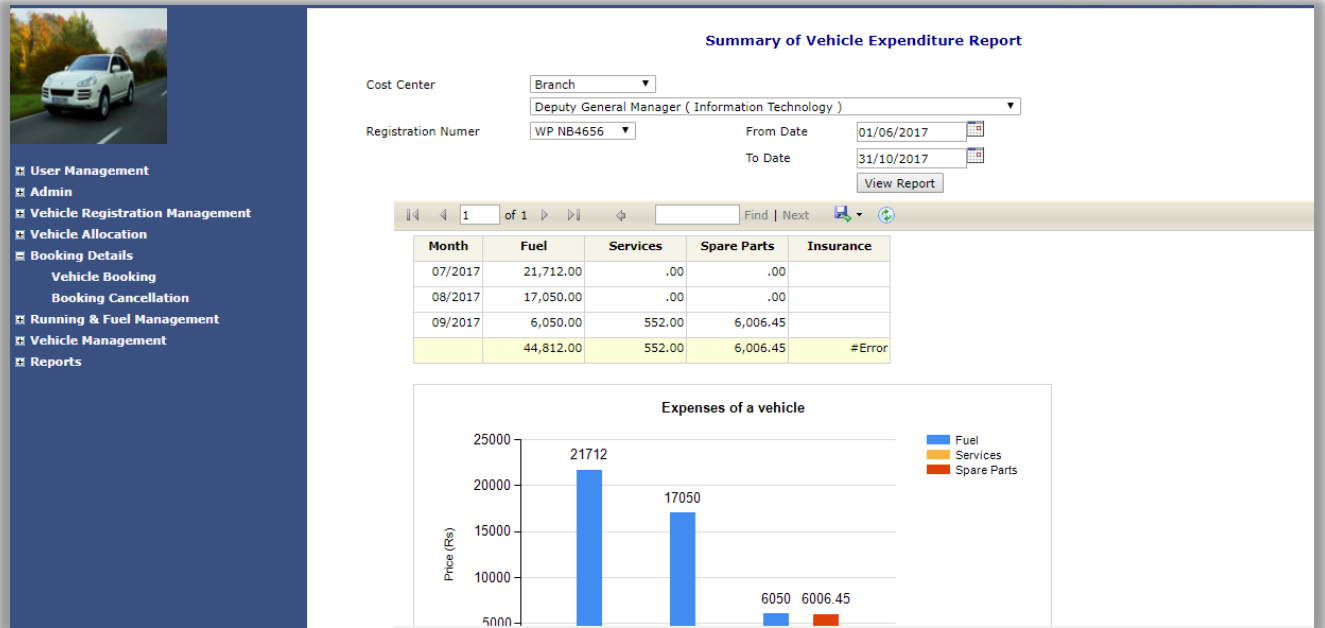 Summary of Vehicle Expenditure Report
Cost Center Branch
Deputy General Manager ( Information Technology )
Registration Numer WP NB4656 From Date 01/06/2017
To Date 31/10/2017
View Report
User Management
Admin
Vehicle Registration Management
Vehicle Allocation
Booking Details
Vehicle Booking
Booking Cancellation
Running & Fuel Management
Vehicle Management
Reports
1 of 1 Find | Next
Month Fuel Services Spare Parts Insurance
07/2017 21,712.00 .00 .00
08/2017 17,050.00 .00 .00
09/2017 6,050.00 552.00 6,006.45
44,812.00 552.00 6,006.45 #Error
Expenses of a vehicle
25000
20000
15000
10000
5000
Price (Rs)
21712
17050
6050 6006.45
Fuel
Services
Spare Parts